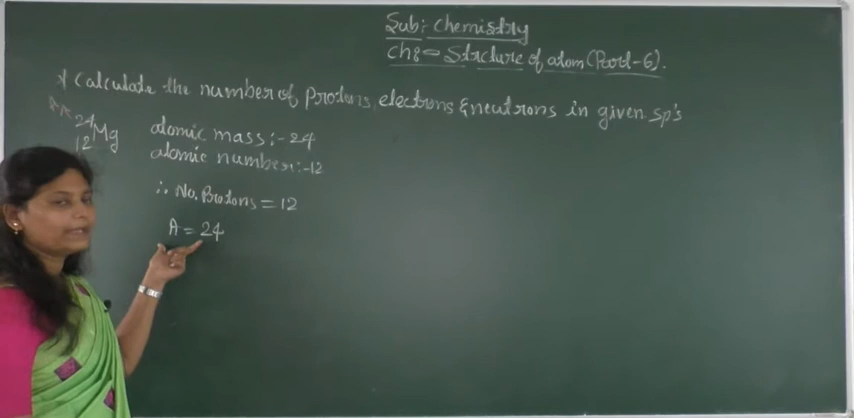 Sub:- Chemistry
Ch:- Structure of atom (Part-6).
* Calculate the number of protons, electrons & neutrons in given sp's
24
Mg
12
atomic mass:- 24
atomic number:- 12
∴ No. Protons = 12
A = 24